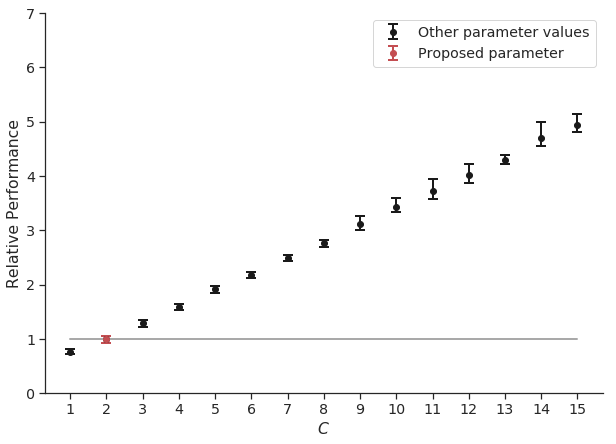 7
6
5
4
3
2
1
0
Relative Performance
Other parameter values
Proposed parameter
1 2 3 4 5 6 7 8 9 10 11 12 13 14 15
C